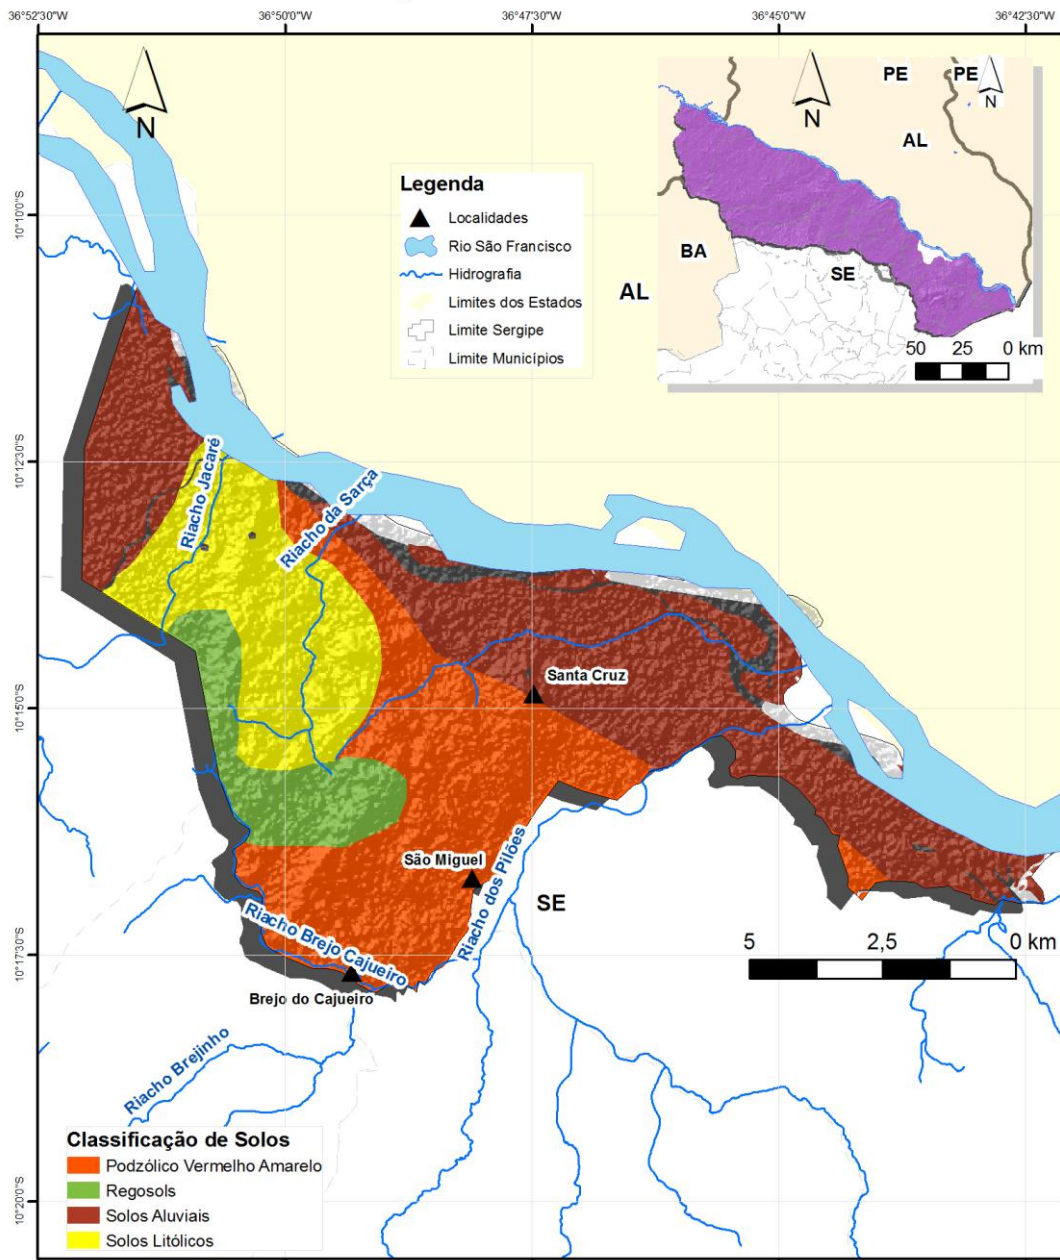 36°52'30"W
36°50'0"W
36°47'30"W
36°45'0"W
36°42'30"W
N
N
N
PE
PE
AL
BA
SE
50 25 0 km
Legenda
Localidades
Rio São Francisco
Hidrografia
Limites dos Estados
Limite Sergipe
Limite Municípios
AL
10°10'0"S
10°12'30"S
10°15'0"S
10°17'30"S
10°20'0"S
Riacho Jacaré
Riacho da Sarça
Santa Cruz
São Miguel
Riacho dos Pilões
SE
Riacho Brejo Cajueiro
Brejo do Cajueiro
Riacho Brejinho
5 2,5 0 km
Classificação de Solos
Podzólico Vermelho Amarelo
Regosols
Solos Aluviais
Solos Litólicos